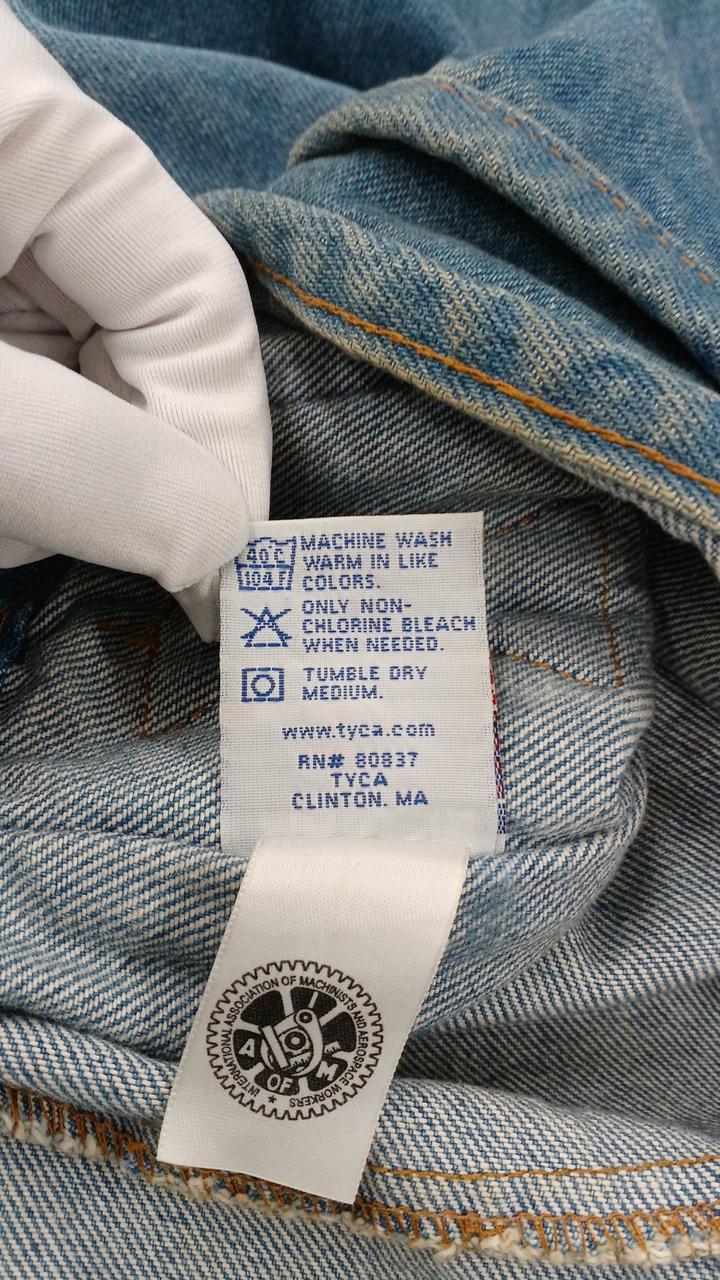 40°C
104 F
MACHINE WASH
WARM IN LIKE
COLORS.
ONLY NON-
CHLORINE BLEACH
WHEN NEEDED.
TUMBLE DRY
MEDIUM.
www.tyca.com
RN# 80837
TYCA
CLINTON, MA
INTERNATIONAL ASSOCIATION OF MACHINISTS AND AEROSPACE WORKERS
I A OF M